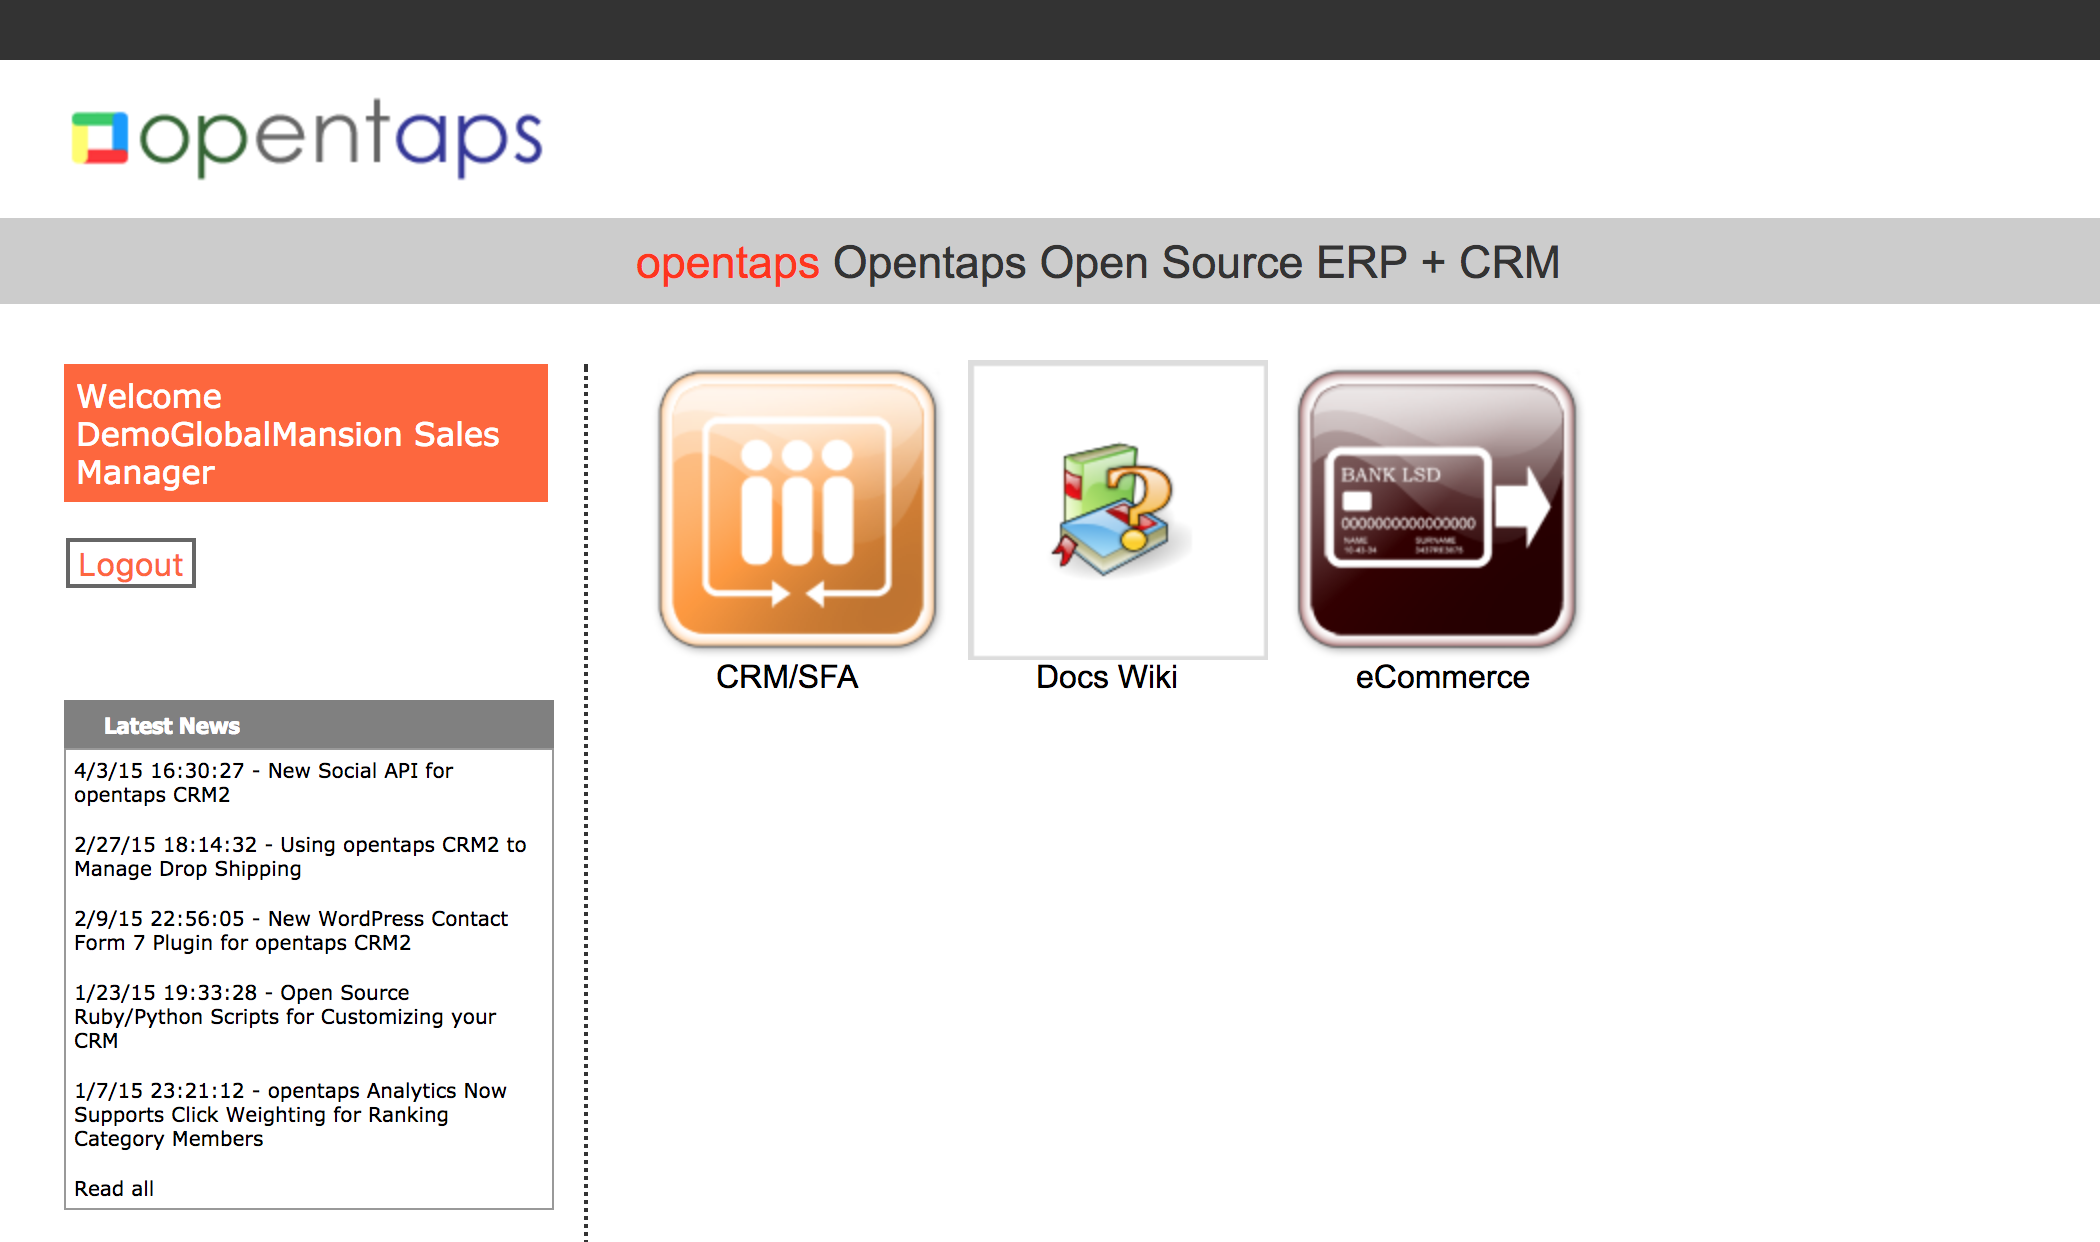 opentaps
opentaps Opentaps Open Source ERP + CRM
Welcome
DemoGlobalMansion Sales
Manager
Logout
Latest News
4/3/15 16:30:27 - New Social API for
opentaps CRM2
2/27/15 18:14:32 - Using opentaps CRM2 to
Manage Drop Shipping
2/9/15 22:56:05 - New WordPress Contact
Form 7 Plugin for opentaps CRM2
1/23/15 19:33:28 - Open Source
Ruby/Python Scripts for Customizing your
CRM
1/7/15 23:21:12 - opentaps Analytics Now
Supports Click Weighting for Ranking
Category Members
Read all
CRM/SFA
Docs Wiki
BANK LSD
0000000000000000
NAME SURNAME
eCommerce